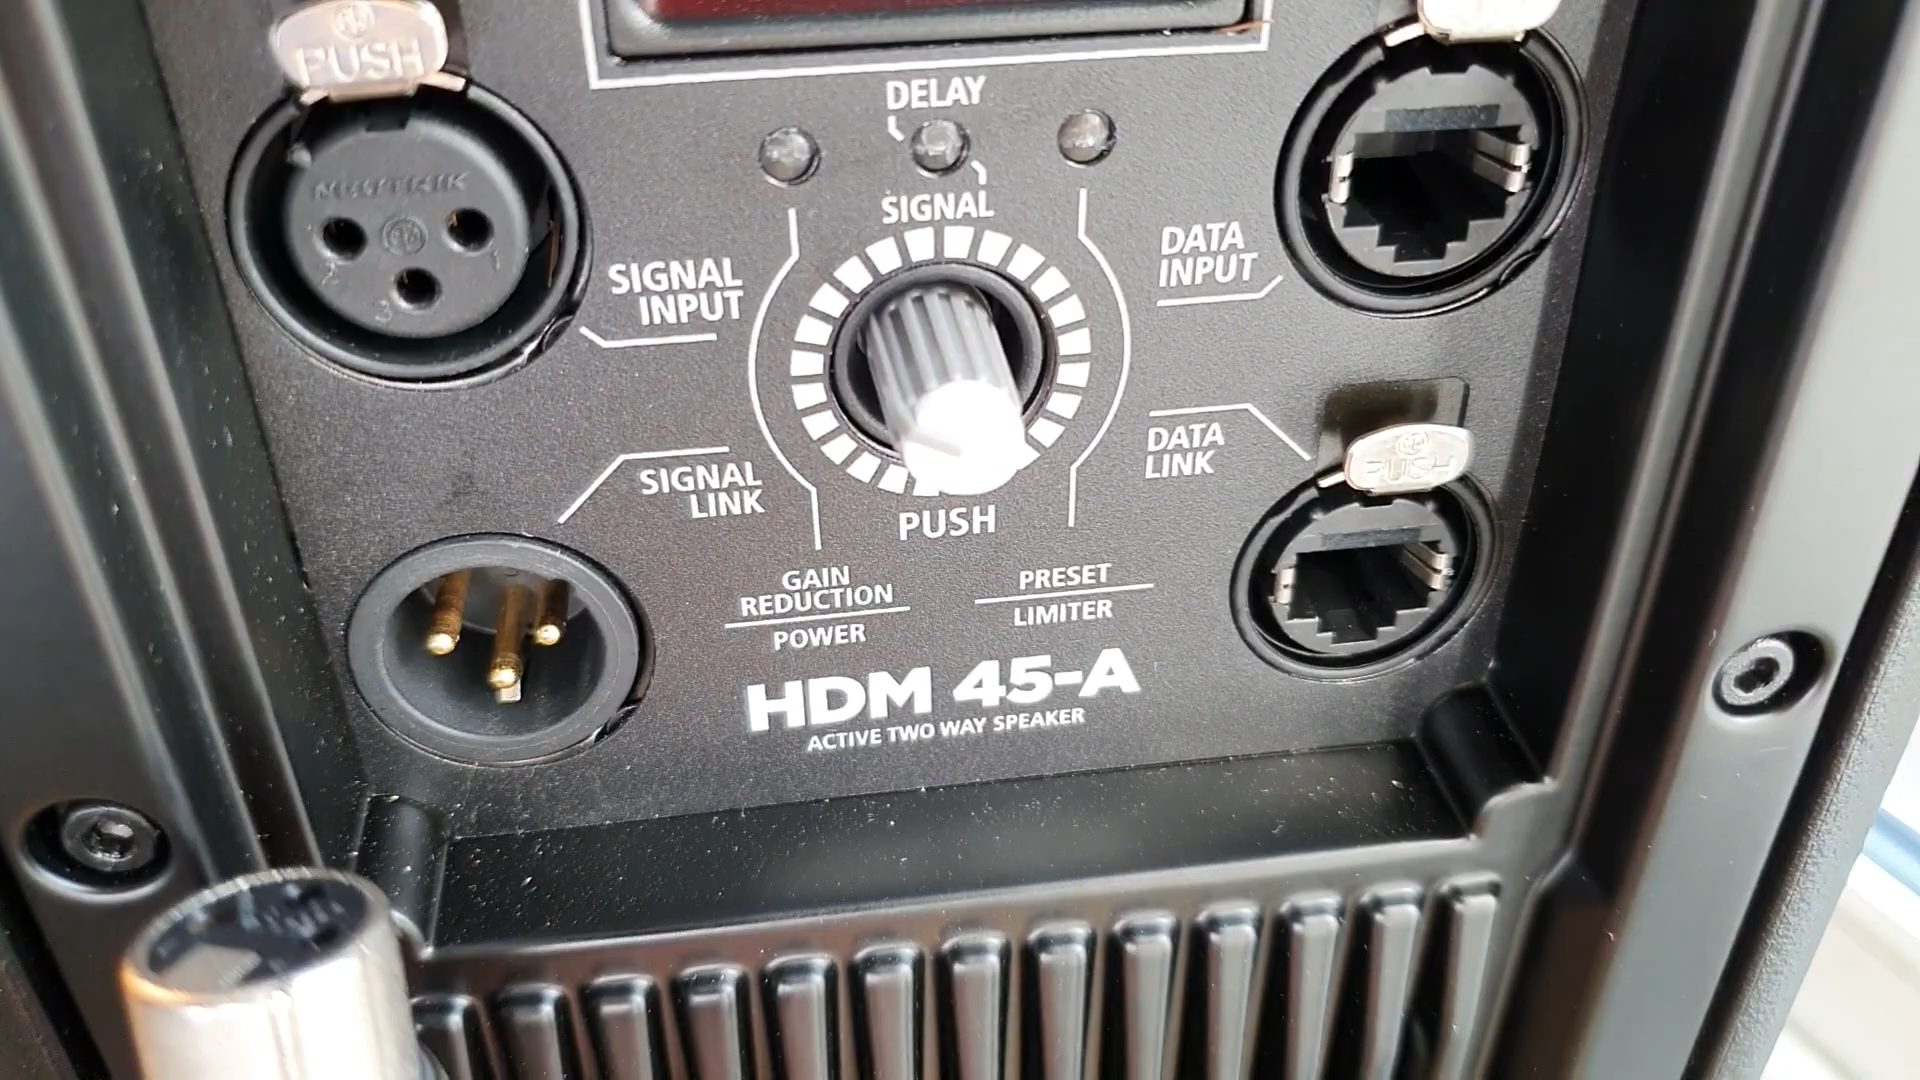 PUSH
NEUTRIK
DELAY
SIGNAL
SIGNAL
INPUT
DATA
INPUT
SIGNAL
LINK
DATA
LINK
PUSH
PUSH
GAIN
REDUCTION
POWER
PRESET
LIMITER
HDM 45-A
ACTIVE TWO WAY SPEAKER